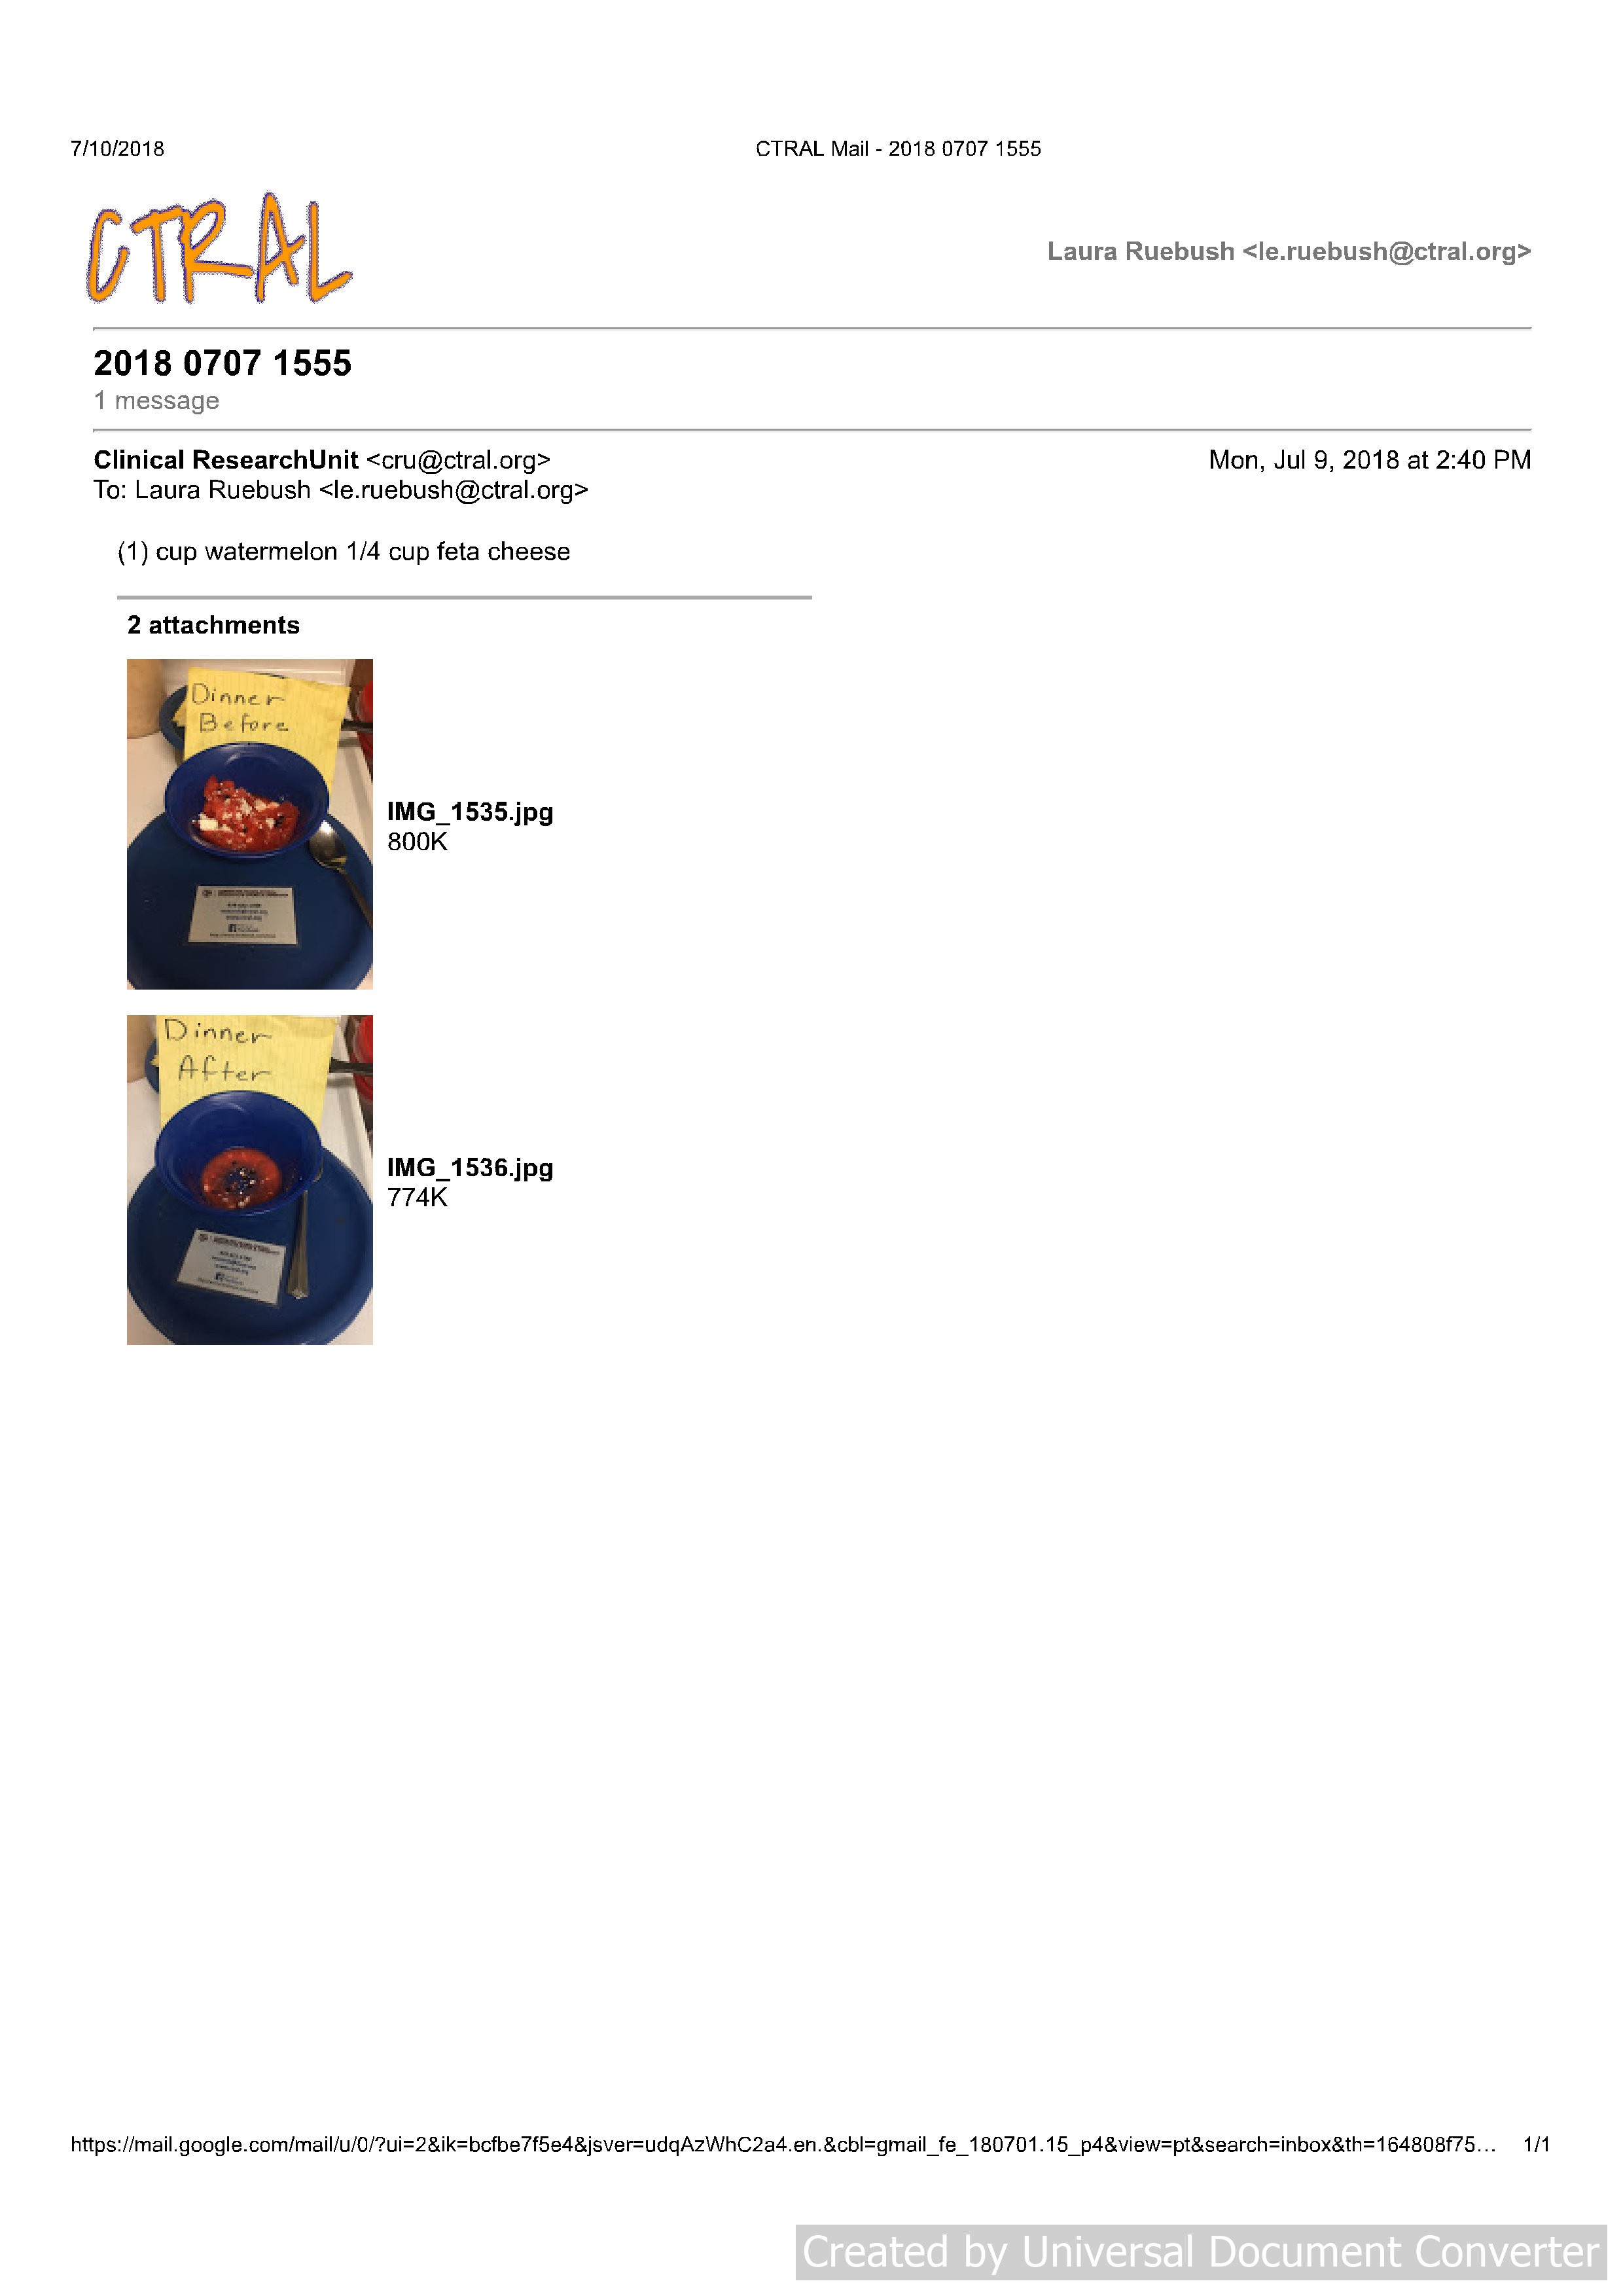 7/10/2018
CTRAL Mail - 2018 0707 1555
CTRAL
Laura Ruebush <le.ruebush@ctral.org>
2018 0707 1555
1 message
Clinical ResearchUnit <cru@ctral.org>
Mon, Jul 9, 2018 at 2:40 PM
To: Laura Ruebush <le.ruebush@ctral.org>
(1) cup watermelon 1/4 cup feta cheese
2 attachments
Dinner
Before
IMG_1535.jpg
800K
Dinner
After
IMG_1536.jpg
774K
https://mail.google.com/mail/u/0/?ui=2&ik=bcfbe7f5e4&jsver=udqAzWhC2a4.en.&cbl=gmail_fe_180701.15_p4&view=pt&search=inbox&th=164808f75...
1/1
Created by Universal Document Converter